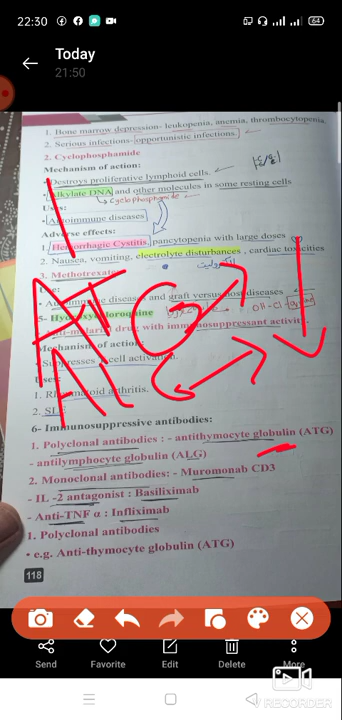 22:30
64
Today
21:50
1. Bone marrow depression- leukopenia, anemia, thrombocytopenia.
2. Serious infections- opportunistic infections.
2. Cyclophosphamide
Mechanism of action:
Destroys proliferative lymphoid cells.
Alkylate DNA and other molecules in some resting cells
Uses: cyclophosphamide
Autoimmune diseases
Adverse effects:
1. Hemorrhagic Cystitis, pancytopenia with large doses
2. Nausea, vomiting, electrolyte disturbances, cardiac toxicities
3. Methotrexate
• Autoimmune diseases and graft versus host diseases
5- Hydroxychloroquine OH-Cl-
Anti-malarial drug with immunosuppressant activity.
Mechanism of action:
Suppresses cell activation.
Uses:
1. Rheumatoid arthritis.
2. SLE
6- Immunosuppressive antibodies:
1. Polyclonal antibodies : - antithymocyte globulin (ATG)
- antilymphocyte globulin (ALG)
2. Monoclonal antibodies: - Muromonab CD3
- IL -2 antagonist : Basiliximab
- Anti-TNF α : Infliximab
1. Polyclonal antibodies
• e.g. Anti-thymocyte globulin (ATG)
118
Send Favorite Edit Delete More
RECORDER